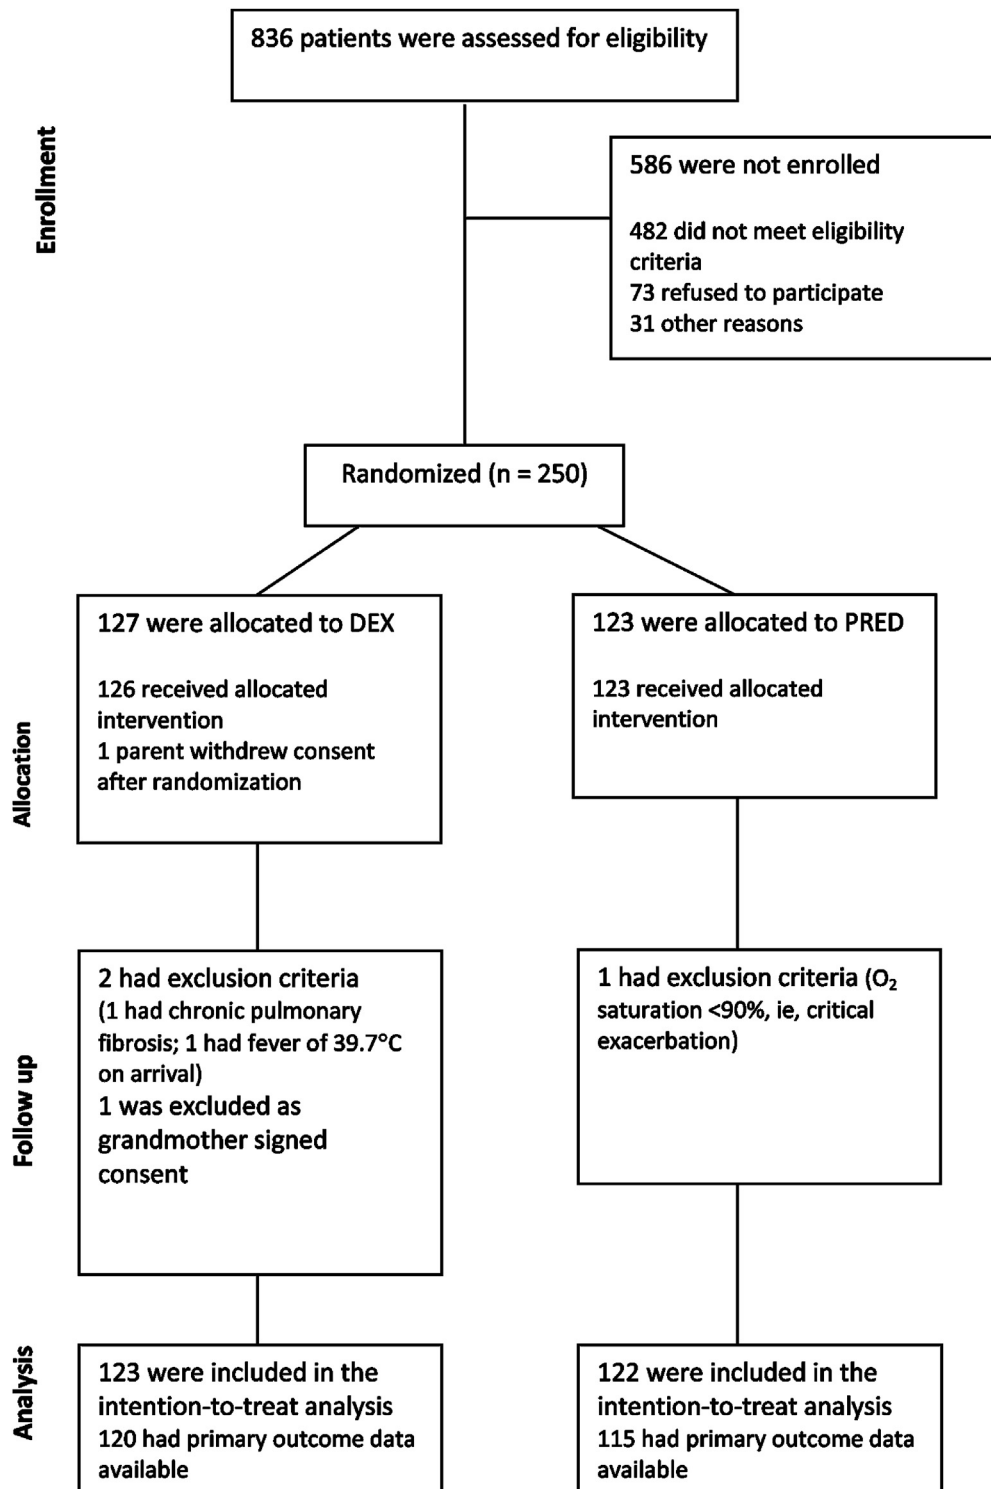 836 patients were assessed for eligibility
Enrollment
586 were not enrolled
482 did not meet eligibility
criteria
73 refused to participate
31 other reasons
Randomized (n = 250)
Allocation
127 were allocated to DEX
126 received allocated
intervention
1 parent withdrew consent
after randomization
123 were allocated to PRED
123 received allocated
intervention
Follow up
2 had exclusion criteria
(1 had chronic pulmonary
fibrosis; 1 had fever of 39.7°C
on arrival)
1 was excluded as
grandmother signed
consent
1 had exclusion criteria (O₂
saturation <90%, ie, critical
exacerbation)
Analysis
123 were included in the
intention-to-treat analysis
120 had primary outcome data
available
122 were included in the
intention-to-treat analysis
115 had primary outcome data
available